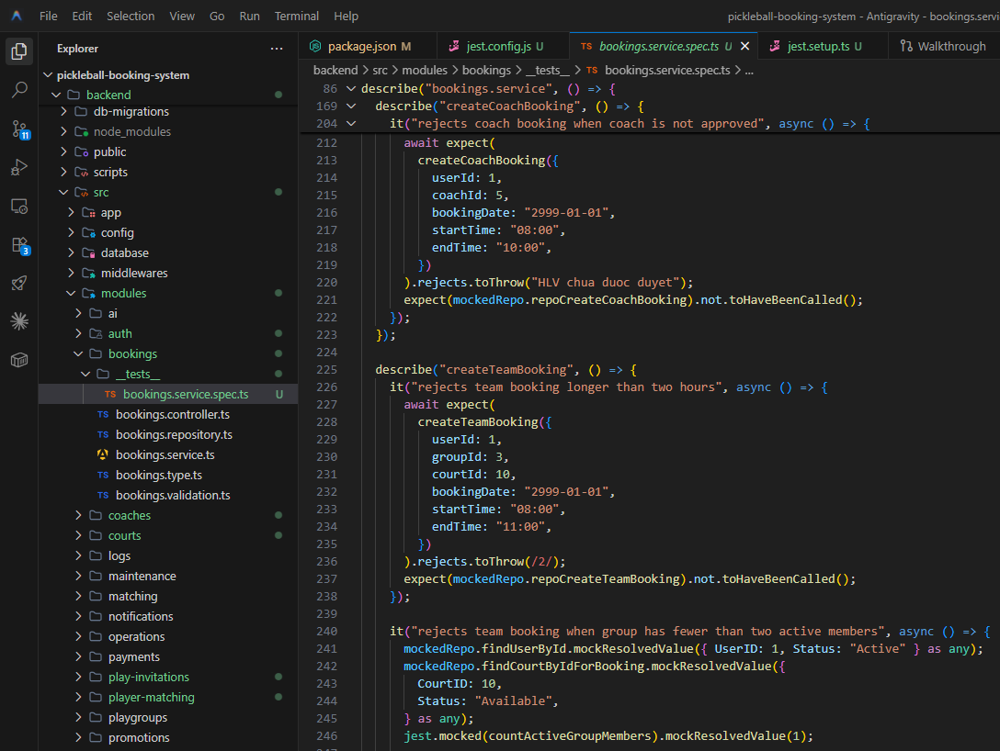 File Edit Selection View Go Run Terminal Help
pickleball-booking-system - Antigravity - bookings.servi
Explorer
pickleball-booking-system
backend
db-migrations
node_modules
public
scripts
src
app
config
database
middlewares
modules
ai
auth
bookings
__tests__
TS bookings.service.spec.ts U
TS bookings.controller.ts
TS bookings.repository.ts
bookings.service.ts
TS bookings.type.ts
TS bookings.validation.ts
coaches
courts
logs
maintenance
matching
notifications
operations
payments
play-invitations
player-matching
playgroups
promotions
11
3
package.json M
jest.config.js U
TS bookings.service.spec.ts U
jest.setup.ts U
Walkthrough
backend > src > modules > bookings > __tests__ > TS bookings.service.spec.ts > ...
86 describe("bookings.service", () => {
169 describe("createCoachBooking", () => {
204 it("rejects coach booking when coach is not approved", async () => {
212 await expect(
213 createCoachBooking({
214 userId: 1,
215 coachId: 5,
216 bookingDate: "2999-01-01",
217 startTime: "08:00",
218 endTime: "10:00",
219 })
220 ).rejects.toThrow("HLV chua duoc duyet");
221 expect(mockedRepo.repoCreateCoachBooking).not.toHaveBeenCalled();
222 });
223 });
224
225 describe("createTeamBooking", () => {
226 it("rejects team booking longer than two hours", async () => {
227 await expect(
228 createTeamBooking({
229 userId: 1,
230 groupId: 3,
231 courtId: 10,
232 bookingDate: "2999-01-01",
233 startTime: "08:00",
234 endTime: "11:00",
235 })
236 ).rejects.toThrow(/2/);
237 expect(mockedRepo.repoCreateTeamBooking).not.toHaveBeenCalled();
238 });
239
240 it("rejects team booking when group has fewer than two active members", async () => {
241 mockedRepo.findUserById.mockResolvedValue({ UserID: 1, Status: "Active" } as any);
242 mockedRepo.findCourtByIdForBooking.mockResolvedValue({
243 CourtID: 10,
244 Status: "Available",
245 } as any);
246 jest.mocked(countActiveGroupMembers).mockResolvedValue(1);